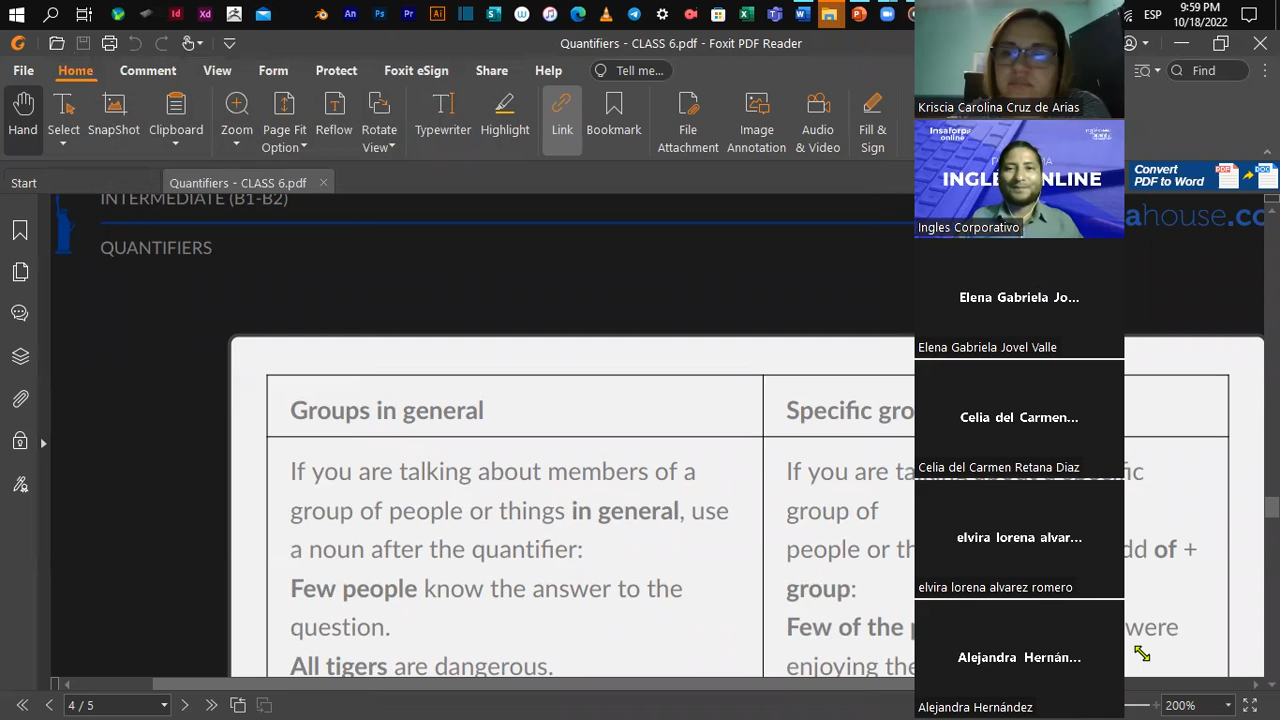 ESP
9:59 PM
10/18/2022
Quantifiers - CLASS 6.pdf - Foxit PDF Reader
File Home Comment View Form Protect Foxit eSign Share Help Tell me... Find
Hand Select SnapShot Clipboard Zoom Page Fit Option Reflow Rotate View Typewriter Highlight Link Bookmark File Attachment Image Annotation Audio & Video Fill & Sign
Start Quantifiers - CLASS 6.pdf
Convert PDF to Word
INTERMEDIATE (B1-B2)
ahouse.co
QUANTIFIERS
Groups in general
If you are talking about members of a
group of people or things in general, use
a noun after the quantifier:
Few people know the answer to the
question.
All tigers are dangerous.
Specific gro
If you are ta
group of
people or th dd of +
group:
Few of the were
enjoying the
Kriscia Carolina Cruz de Arias
Insaforp online
INGLES ONLINE
Ingles Corporativo
Elena Gabriela Jo...
Elena Gabriela Jovel Valle
Celia del Carmen...
Celia del Carmen Retana Diaz
elvira lorena alvar...
elvira lorena alvarez romero
Alejandra Hernán...
Alejandra Hernández
4 / 5
200%